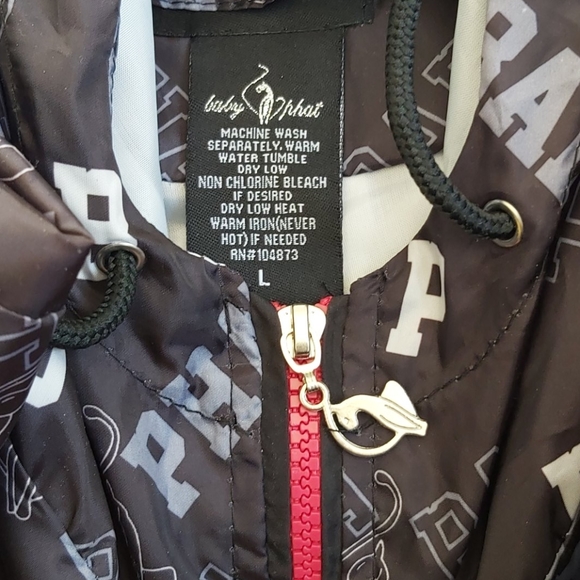 baby phat
MACHINE WASH
SEPARATELY. WARM
WATER TUMBLE
DRY LOW
NON CHLORINE BLEACH
IF DESIRED
DRY LOW HEAT
WARM IRON(NEVER
HOT)IF NEEDED
RN#104873
L
B
P
PH